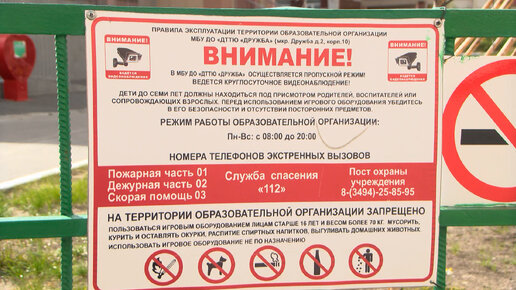 ПРАВИЛА ЭКСПЛУАТАЦИИ ТЕРРИТОРИИ ОБРАЗОВАТЕЛЬНОЙ ОРГАНИЗАЦИИ
МБУ ДО «ДТТЮ «ДРУЖБА» (мкр. Дружба д.2, корп.10)
ВНИМАНИЕ!
ВНИМАНИЕ!
ВНИМАНИЕ!
ВЕДЕТСЯ
ВИДЕОНАБЛЮДЕНИЕ!
ВЕДЕТСЯ
ВИДЕОНАБЛЮДЕНИЕ!
В МБУ ДО «ДТТЮ «ДРУЖБА» ОСУЩЕСТВЛЯЕТСЯ ПРОПУСКНОЙ РЕЖИМ!
ВЕДЕТСЯ КРУГЛОСУТОЧНОЕ ВИДЕОНАБЛЮДЕНИЕ!
ДЕТИ ДО СЕМИ ЛЕТ ДОЛЖНЫ НАХОДИТЬСЯ ПОД ПРИСМОТРОМ РОДИТЕЛЕЙ, ВОСПИТАТЕЛЕЙ ИЛИ
СОПРОВОЖДАЮЩИХ ВЗРОСЛЫХ. ПЕРЕД ИСПОЛЬЗОВАНИЕМ ИГРОВОГО ОБОРУДОВАНИЯ УБЕДИТЕСЬ
В ЕГО БЕЗОПАСНОСТИ И ОТСУТСТВИИ ПОСТОРОННИХ ПРЕДМЕТОВ.
РЕЖИМ РАБОТЫ ОБРАЗОВАТЕЛЬНОЙ ОРГАНИЗАЦИИ:
Пн-Вс: с 08:00 до 20:00
НОМЕРА ТЕЛЕФОНОВ ЭКСТРЕННЫХ ВЫЗОВОВ
Пожарная часть 01
Дежурная часть 02
Скорая помощь 03
Служба спасения
"112"
Пост охраны
учреждения
8-(3494)-25-85-95
НА ТЕРРИТОРИИ ОБРАЗОВАТЕЛЬНОЙ ОРГАНИЗАЦИИ ЗАПРЕЩЕНО
ПОЛЬЗОВАТЬСЯ ИГРОВЫМ ОБОРУДОВАНИЕМ ЛИЦАМ СТАРШЕ 16 ЛЕТ И ВЕСОМ БОЛЕЕ 70 КГ. МУСОРИТЬ,
КУРИТЬ И ОСТАВЛЯТЬ ОКУРКИ, РАСПИТИЕ СПИРТНЫХ НАПИТКОВ, ВЫГУЛИВАТЬ ДОМАШНИХ ЖИВОТНЫХ
ИСПОЛЬЗОВАТЬ ИГРОВОЕ ОБОРУДОВАНИЕ НЕ ПО НАЗНАЧЕНИЮ